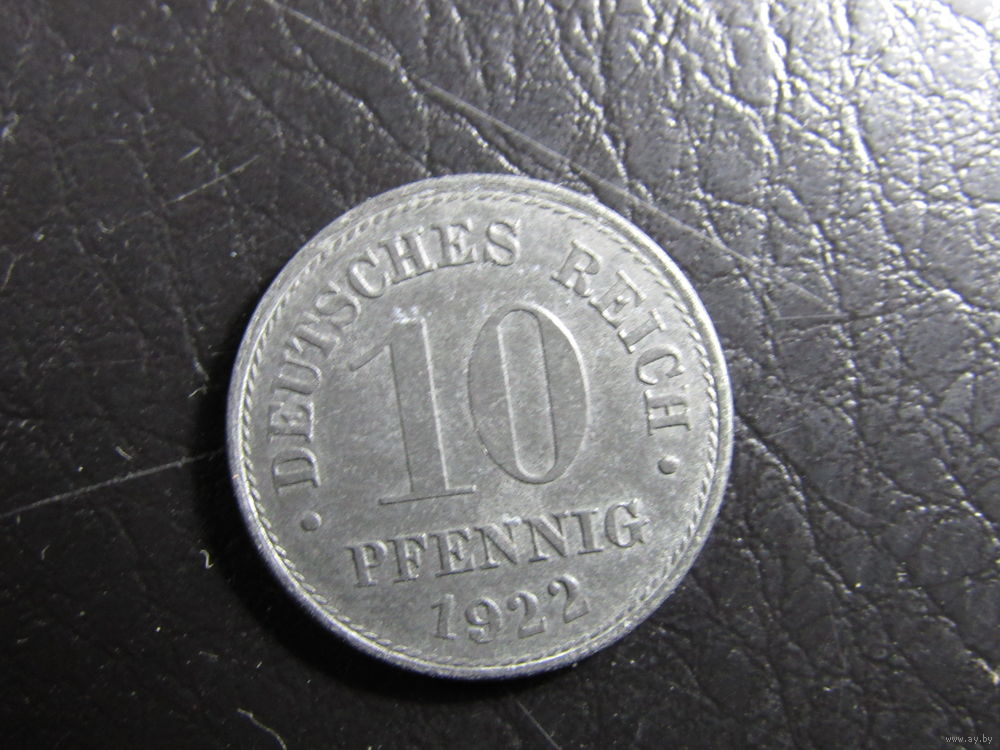 · DEUTSCHES REICH ·
10
PFENNIG
1922
www.ay.by